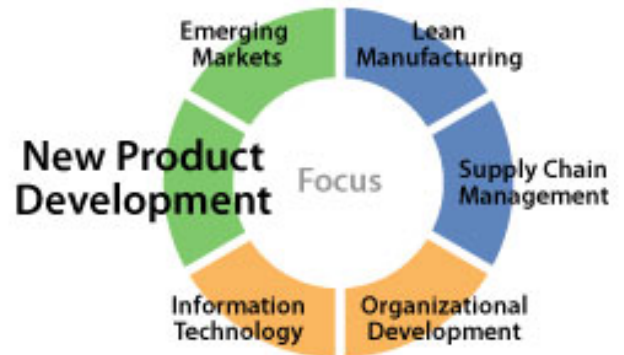 Emerging
Markets
Lean
Manufacturing
New Product
Development
Focus
Supply Chain
Management
Information
Technology
Organizational
Development